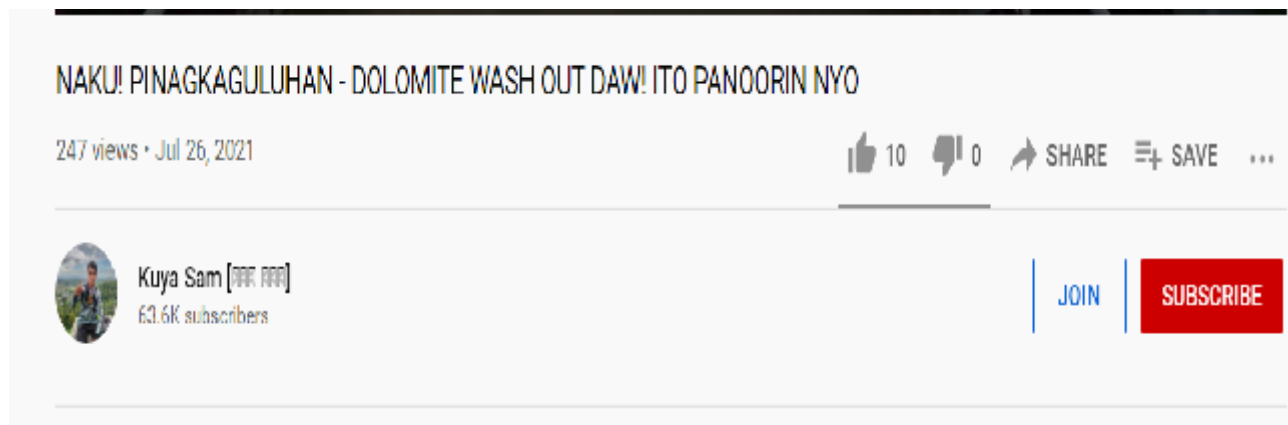 NAKU! PINAGKAGULUHAN - DOLOMITE WASH OUT DAW! ITO PANOORIN NYO
247 views • Jul 26, 2021
10 0 SHARE SAVE ...
Kuya Sam
63.6K subscribers
JOIN SUBSCRIBE